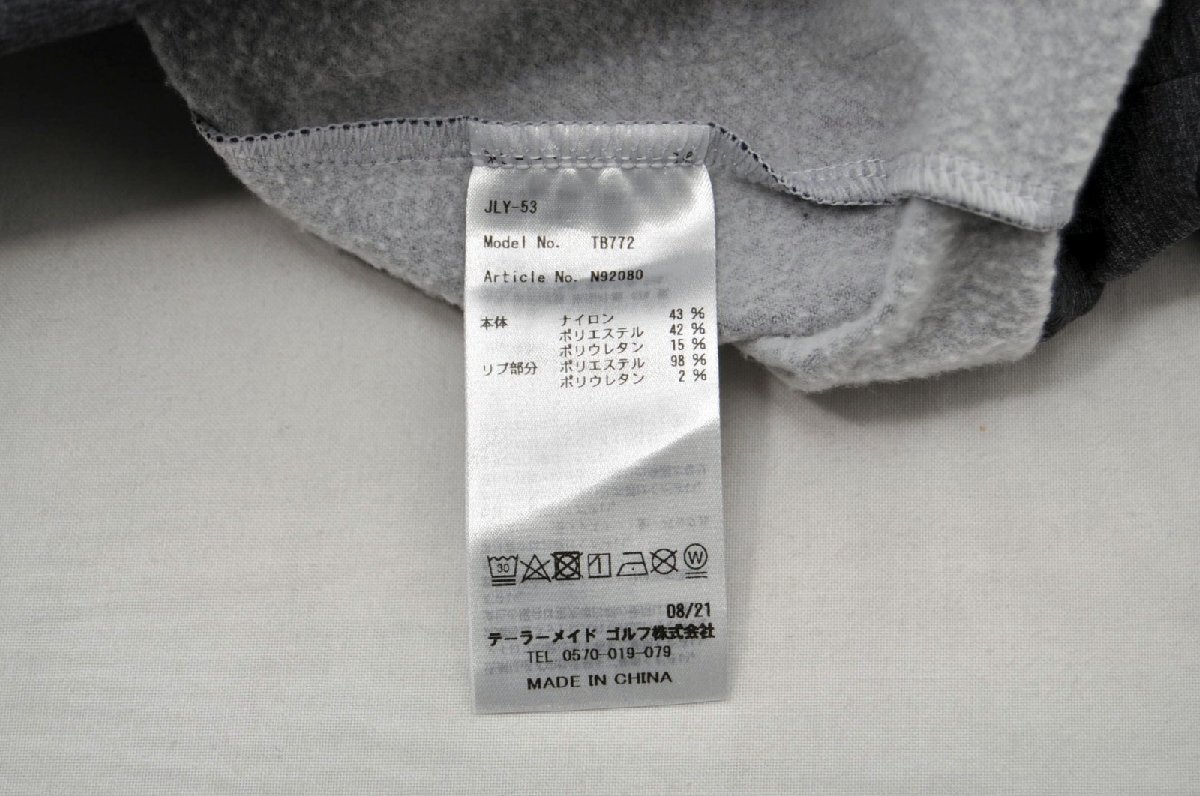 JLY-53
Model No. TB772
Article No. N92080
本体 ナイロン 43 %
ポリエステル 42 %
ポリウレタン 15 %
リブ部分 ポリエステル 98 %
ポリウレタン 2 %
30 W
08/21
テーラーメイド ゴルフ株式会社
TEL 0570-019-079
MADE IN CHINA